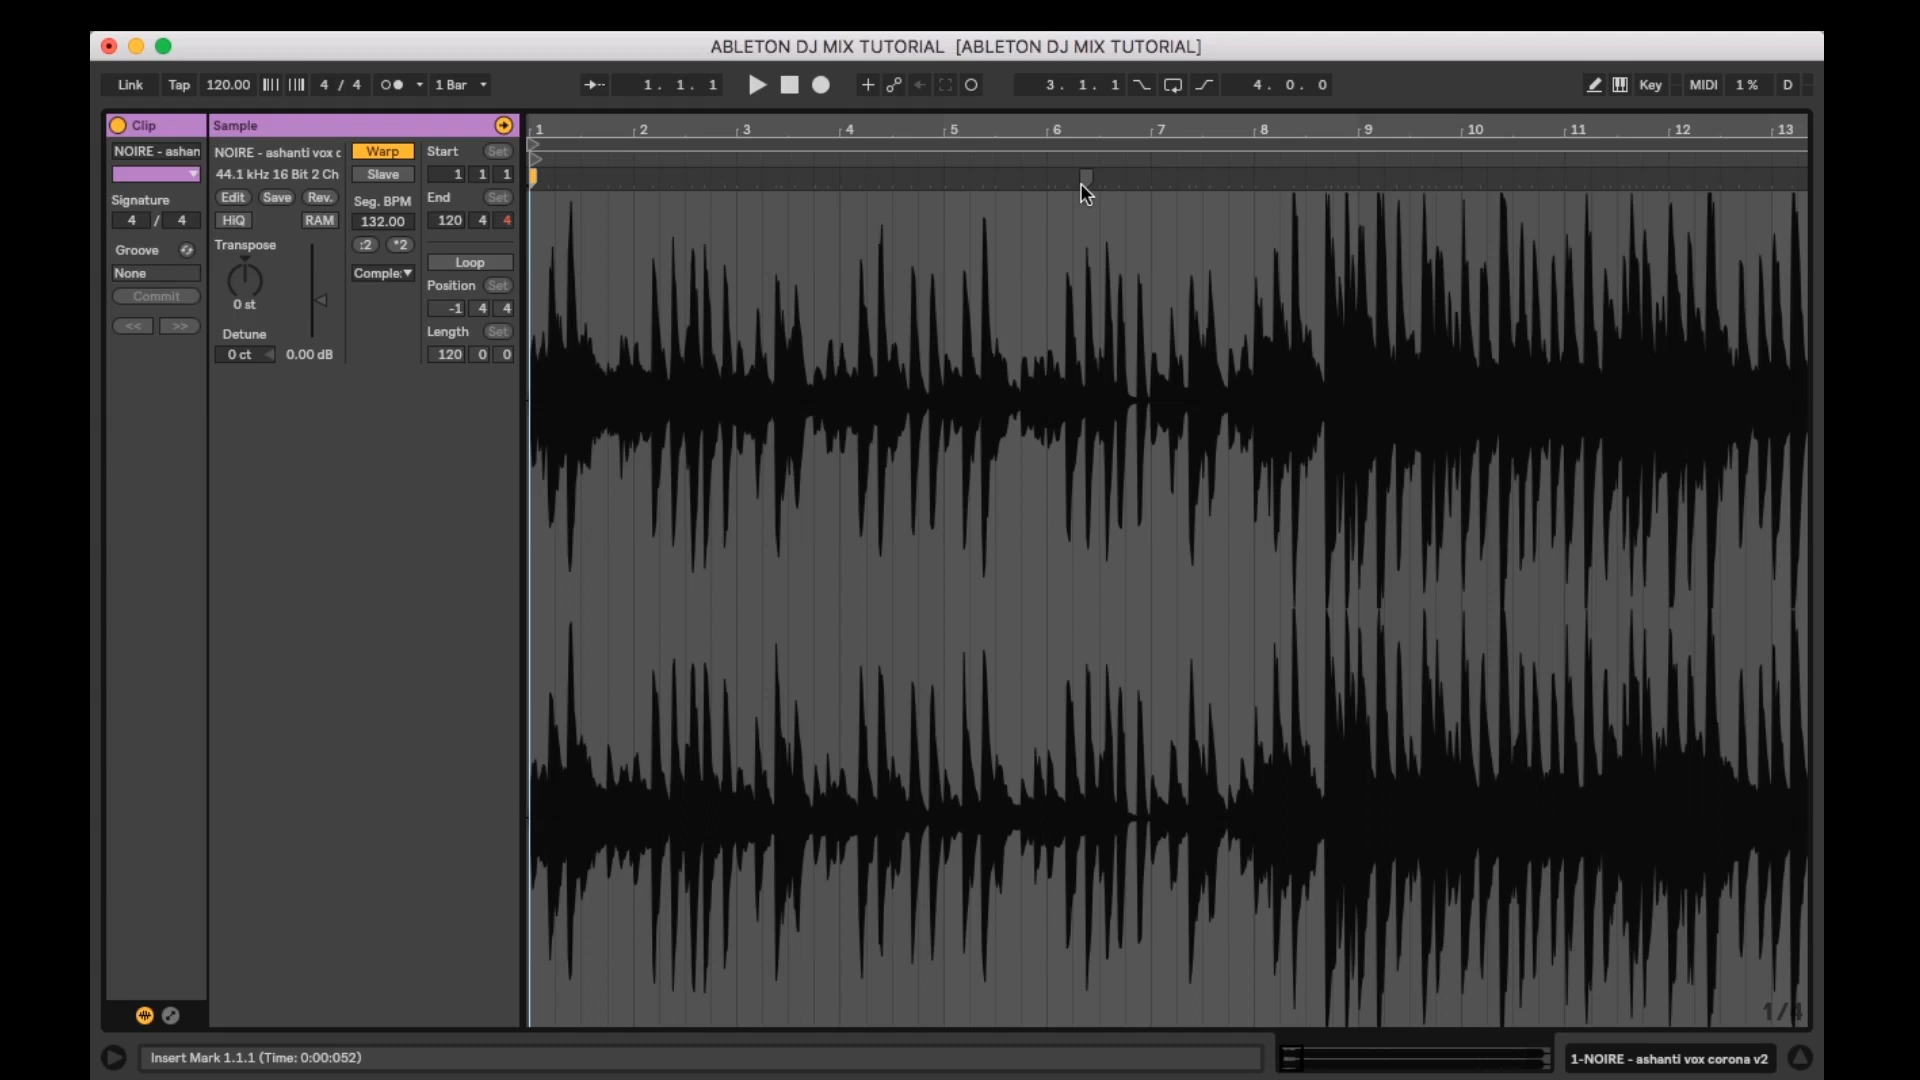 ABLETON DJ MIX TUTORIAL [ABLETON DJ MIX TUTORIAL]
Link Tap 120.00 4 / 4 1 Bar 1. 1. 1 3. 1. 1 4. 0. 0 Key MIDI 1 % D
Clip
NOIRE - ashan
Signature
4 / 4
Groove
None
Commit
<< >>
Sample
NOIRE - ashanti vox c
44.1 kHz 16 Bit 2 Ch
Edit Save Rev.
HiQ RAM
Transpose
0 st
Detune
0 ct 0.00 dB
Warp
Slave
Seg. BPM
132.00
:2 *2
Comple:
Start Set
1 1 1
End Set
120 4 4
Loop
Position Set
-1 4 4
Length Set
120 0 0
1 2 3 4 5 6 7 8 9 10 11 12 13
Insert Mark 1.1.1 (Time: 0:00:052)
1-NOIRE - ashanti vox corona v2